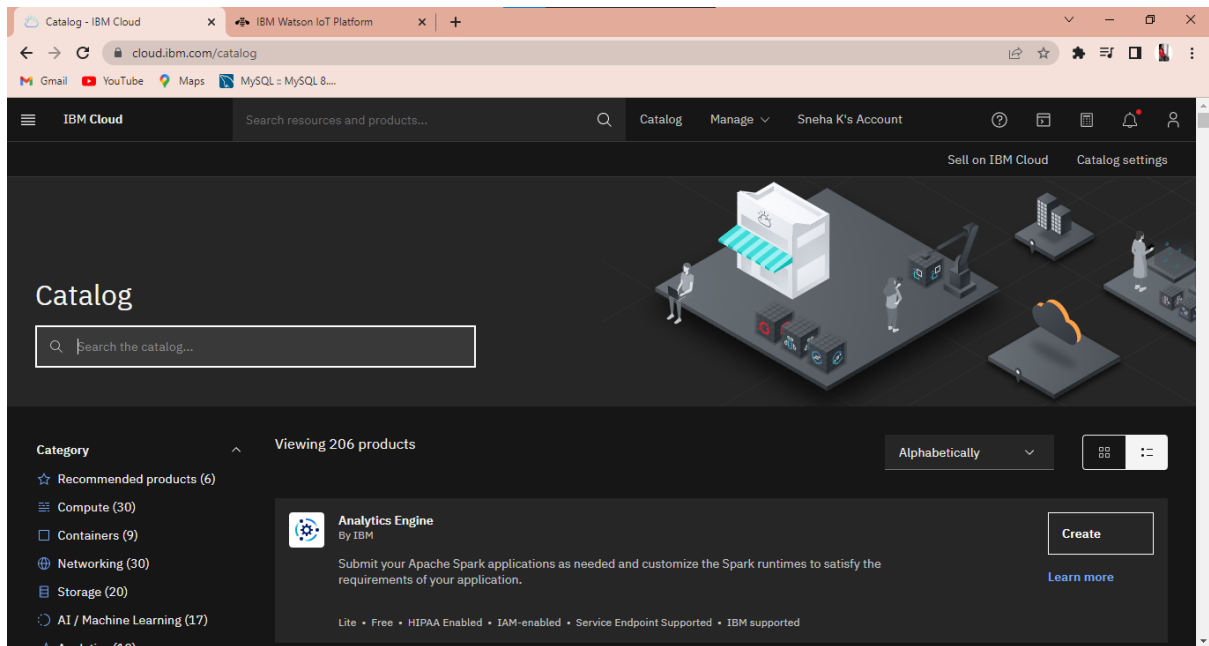 Catalog - IBM Cloud
IBM Watson IoT Platform
cloud.ibm.com/catalog
Gmail YouTube Maps MySQL :: MySQL 8....
IBM Cloud Search resources and products... Catalog Manage Sneha K's Account
Sell on IBM Cloud Catalog settings
Catalog
Search the catalog...
Category
Recommended products (6)
Compute (30)
Containers (9)
Networking (30)
Storage (20)
AI / Machine Learning (17)
Viewing 206 products
Alphabetically
Analytics Engine
By IBM
Submit your Apache Spark applications as needed and customize the Spark runtimes to satisfy the
requirements of your application.
Lite • Free • HIPAA Enabled • IAM-enabled • Service Endpoint Supported • IBM supported
Create
Learn more